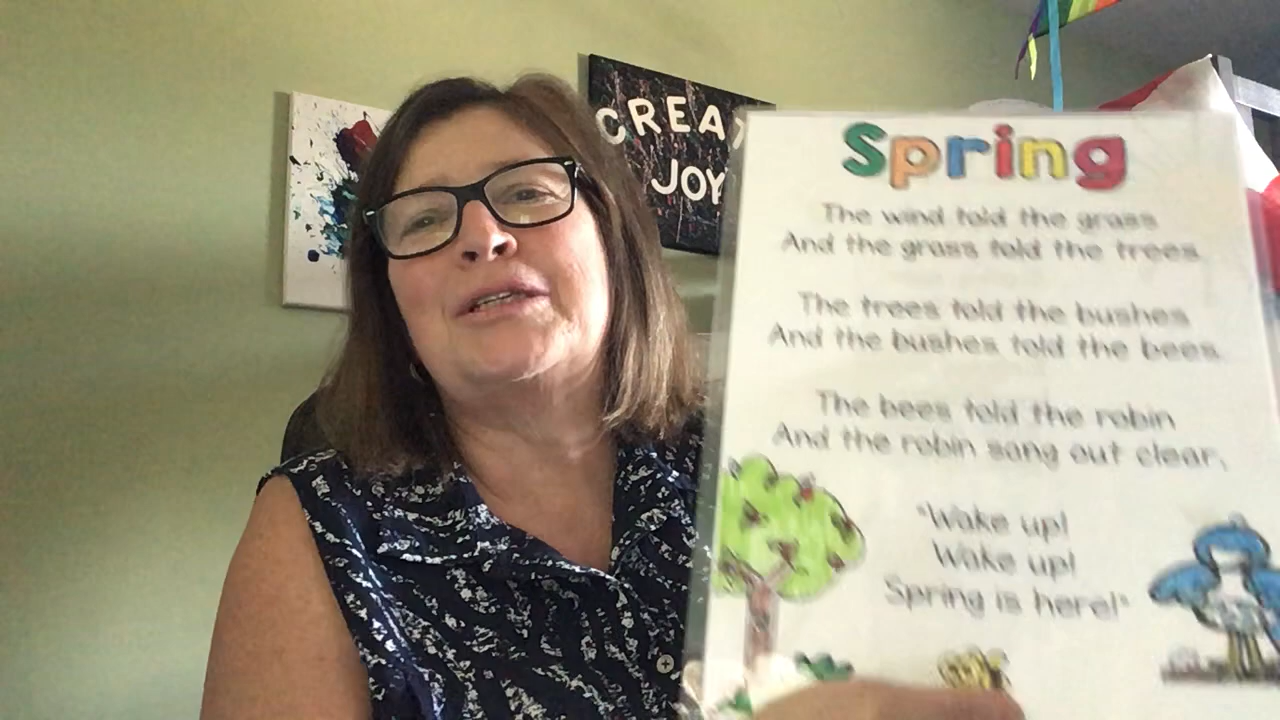 CREAT
JOY
Spring
The wind told the grass
And the grass told the trees.
The trees told the bushes
And the bushes told the bees.
The bees told the robin
And the robin sang out clear,
"Wake up!
Wake up!
Spring is here!"